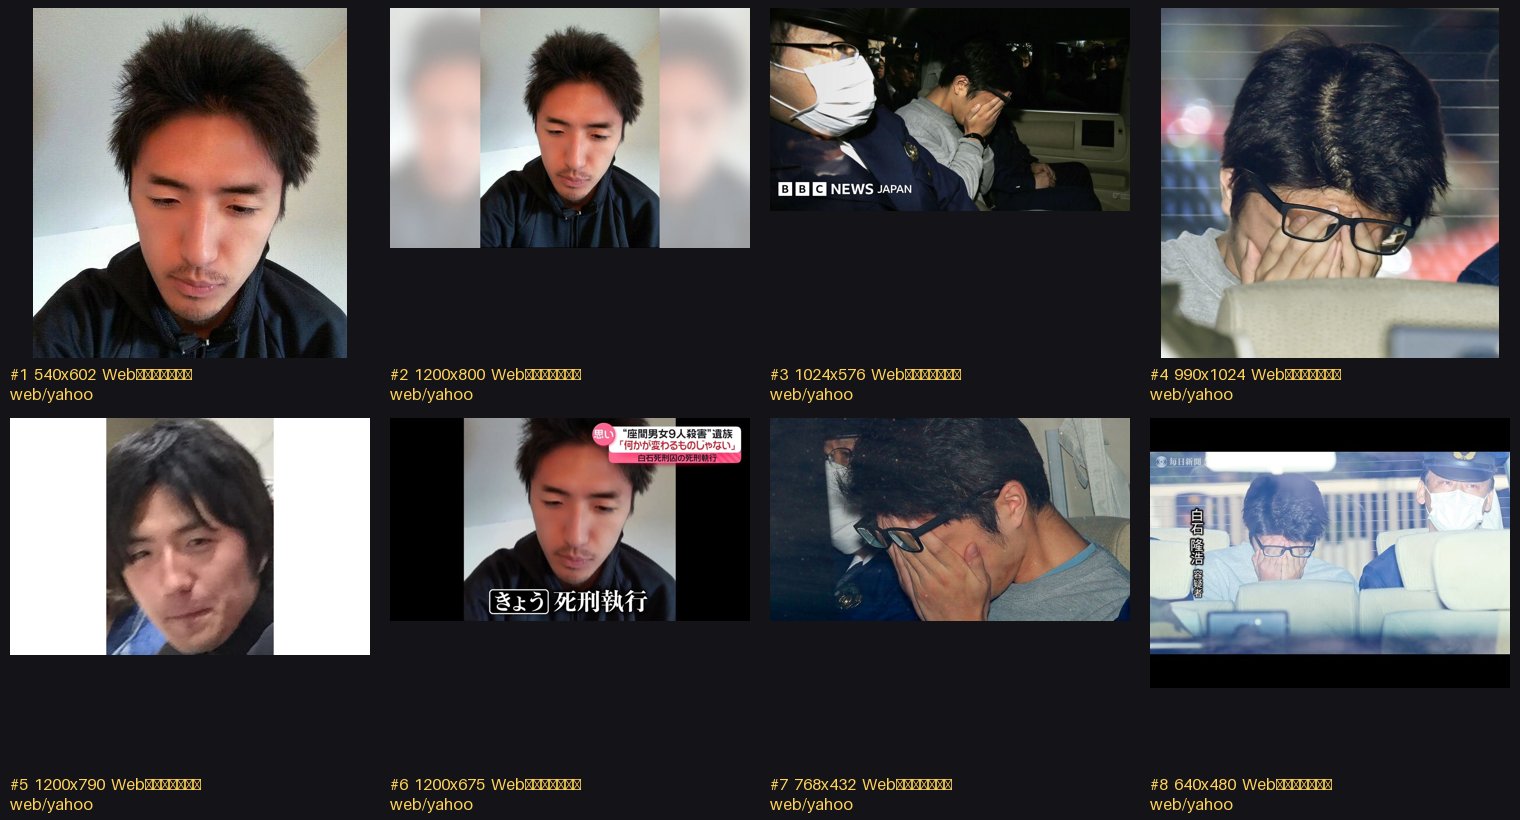 BBC NEWS JAPAN
#1 540x602 Web
web/yahoo
#2 1200x800 Web
web/yahoo
#3 1024x576 Web
web/yahoo
#4 990x1024 Web
web/yahoo
思い
“座間男女9人殺害”遺族
「何かが変わるものじゃない」
白石死刑囚の死刑執行
きょう 死刑執行
毎日新聞
白石 隆浩 容疑者
#5 1200x790 Web
web/yahoo
#6 1200x675 Web
web/yahoo
#7 768x432 Web
web/yahoo
#8 640x480 Web
web/yahoo